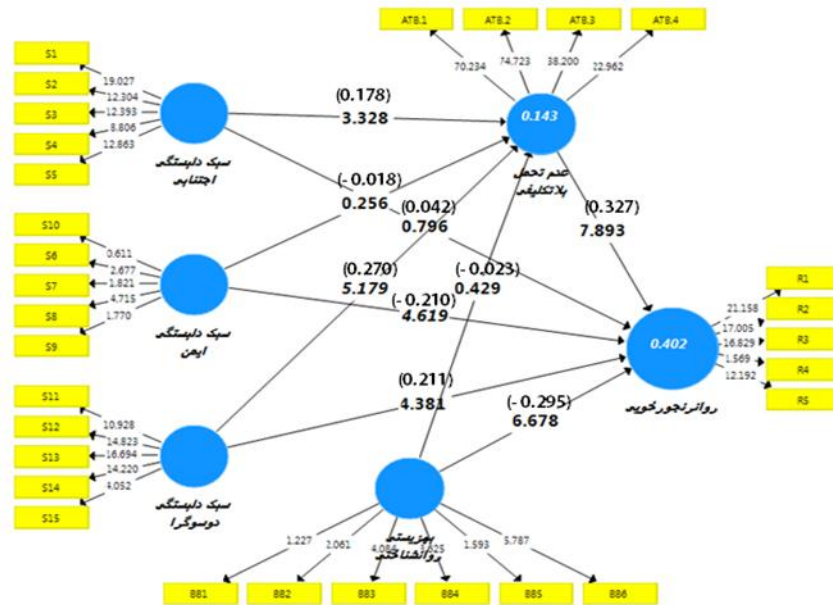 ATB.1
ATB.2
ATB.3
ATB.4
70.234
74.723
38.200
22.962
S1
S2
S3
S4
S5
19.027
12.304
12.393
8.806
12.863
سبک دلبستگی
اجتنابی
(0.178)
3.328
0.143
عدم تحمل
بلاتکلیفی
(- 0.018)
0.256
(0.042)
0.796
(0.327)
7.893
S10
S6
S7
S8
S9
0.611
2.677
1.821
4.715
1.770
سبک دلبستگی
ایمن
(0.270)
5.179
(-0.023)
0.429
(-0.210)
4.619
0.402
روانرنجورخویی
R1
R2
R3
R4
R5
21.158
17.005
16.829
12.192
(0.211)
4.381
(- 0.295)
6.678
S11
S12
S13
S14
S15
10.928
14.823
16.694
14.220
4.052
سبک دلبستگی
دوسوگرا
بهزیستی
روانشناختی
1.227
2.061
1.593
BB1
BB2
BB3
BB4
BB5
BB6